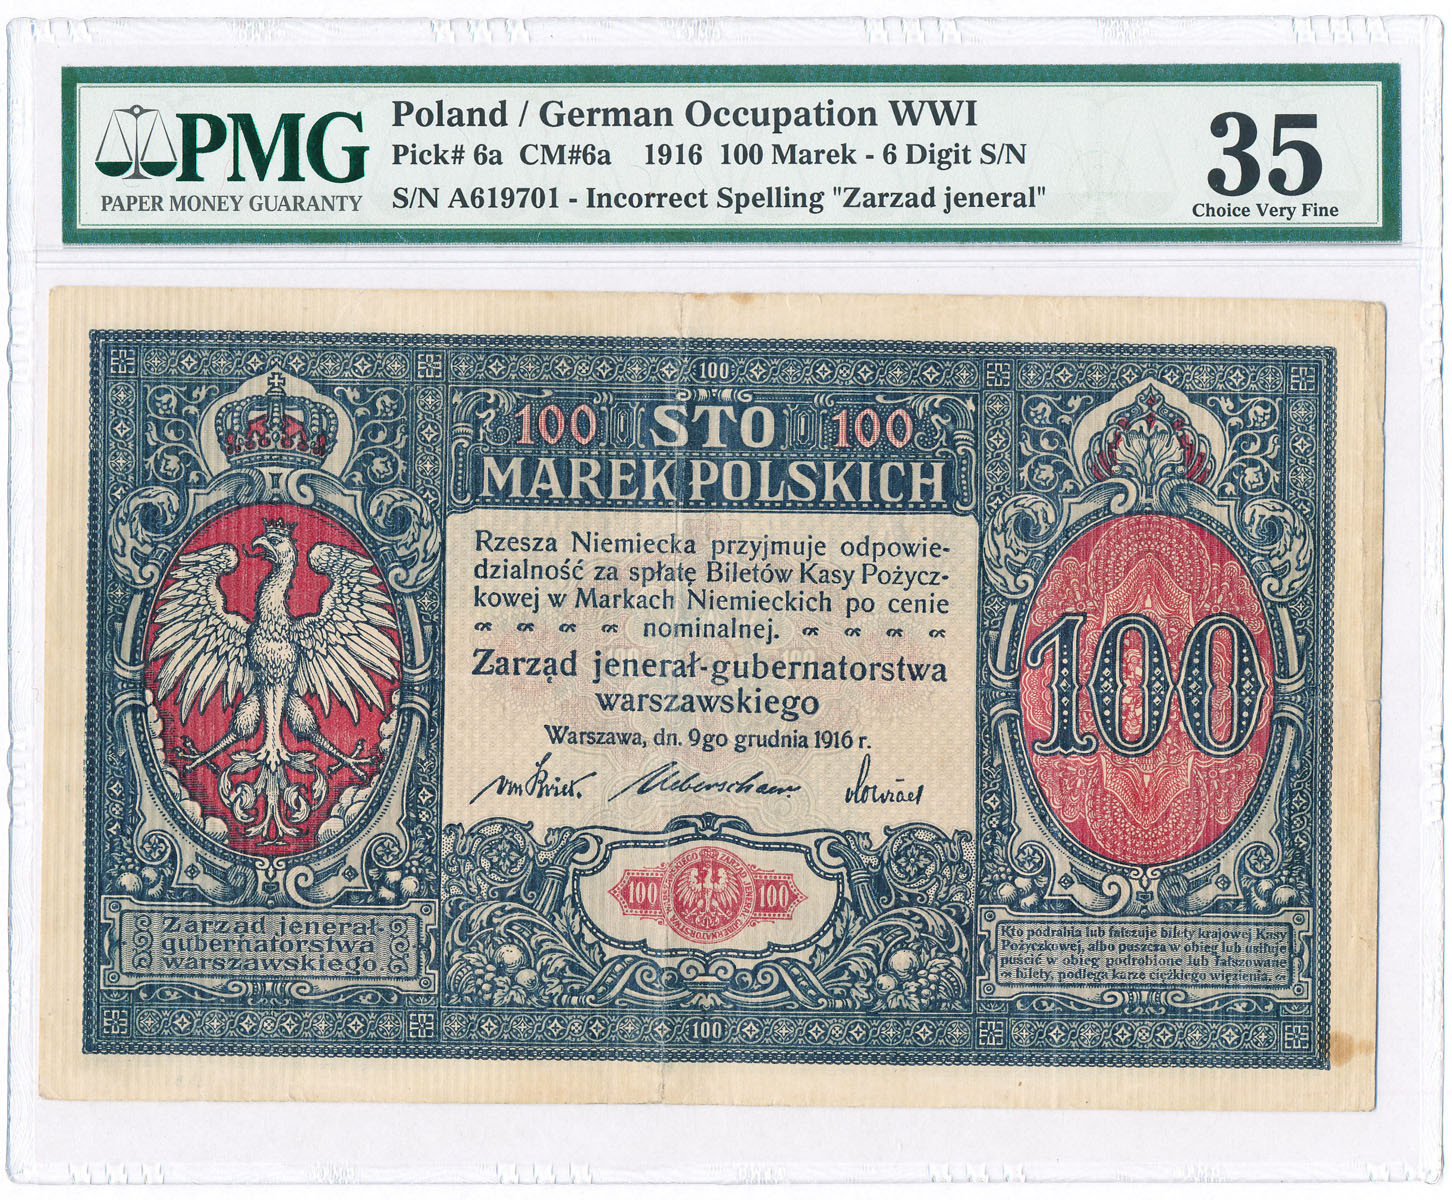 PMG
PAPER MONEY GUARANTY
Poland / German Occupation WWI
Pick# 6a CM#6a 1916 100 Marek - 6 Digit S/N
S/N A619701 - Incorrect Spelling "Zarzad jeneral"
35
Choice Very Fine
100
100 STO 100
MAREK POLSKICH
Rzesza Niemiecka przyjmuje odpowie-
dzialność za spłatę Biletów Kasy Pożycz-
kowej w Markach Niemieckich po cenie
nominalnej.
Zarząd jenerał-gubernatorstwa
warszawskiego
Warszawa, dn. 9go grudnia 1916 r.
100
100 100
Zarzad jenerał-
gubernatorstwa
warszawskiego.
Kto podrabia lub fałszuje bilety krajowej Kasy
Pożyczkowej, albo puszcza w obieg lub usiłuje
puścić w obieg podrobione lub fałszowane
bilety, podlega karze ciężkiego więzienia.
100